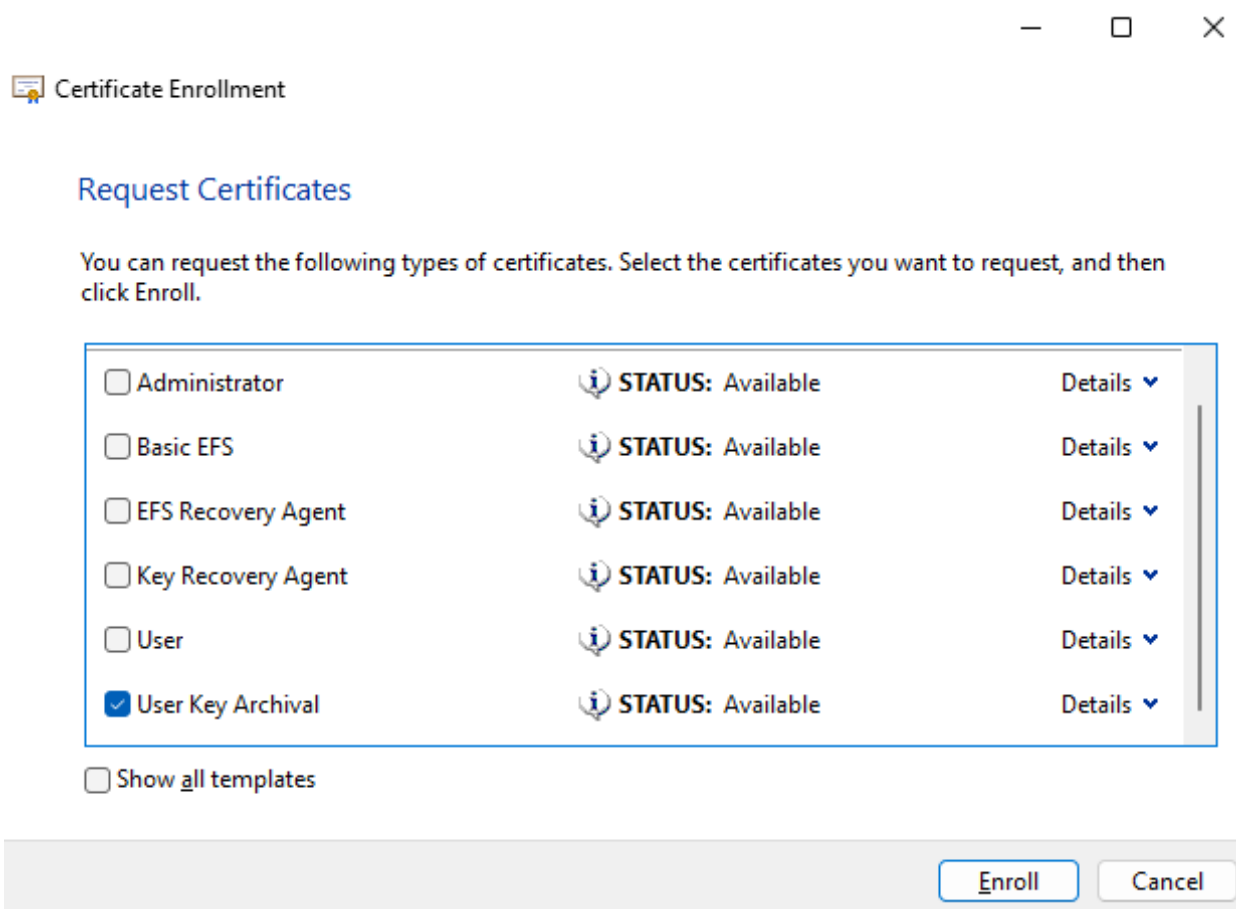 Certificate Enrollment
Request Certificates
You can request the following types of certificates. Select the certificates you want to request, and then
click Enroll.
Administrator STATUS: Available Details
Basic EFS STATUS: Available Details
EFS Recovery Agent STATUS: Available Details
Key Recovery Agent STATUS: Available Details
User STATUS: Available Details
User Key Archival STATUS: Available Details
Show all templates
Enroll Cancel